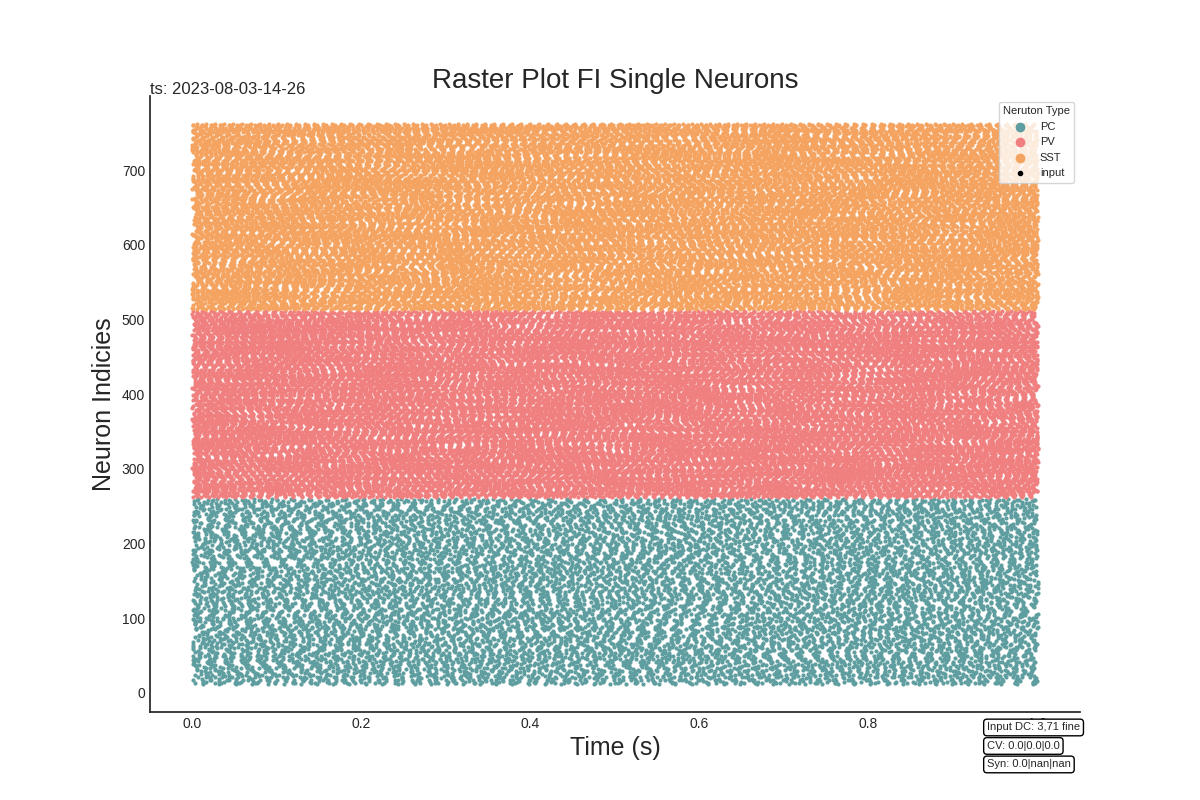 Raster Plot FI Single Neurons
ts: 2023-08-03-14-26
Neruton Type
PC
PV
SST
input
Neuron Indicies
700
600
500
400
300
200
100
0
0.0 0.2 0.4 0.6 0.8
Time (s)
Input DC: 3,71 fine
CV: 0.0|0.0|0.0
Syn: 0.0|nan|nan